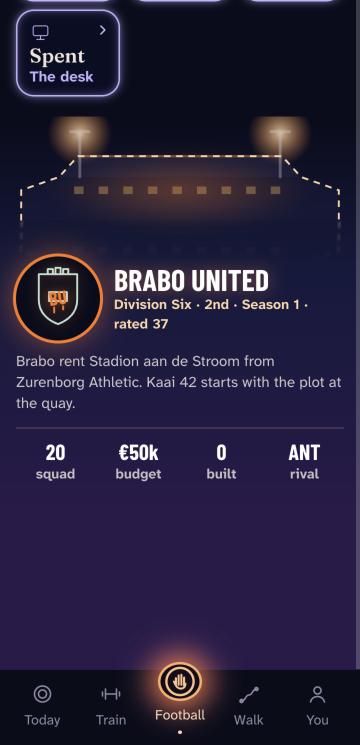 Spent
The desk
BU
BRABO UNITED
Division Six · 2nd · Season 1 ·
rated 37
Brabo rent Stadion aan de Stroom from
Zurenborg Athletic. Kaai 42 starts with the plot at
the quay.
20 €50k 0 ANT
squad budget built rival
Today Train Football Walk You